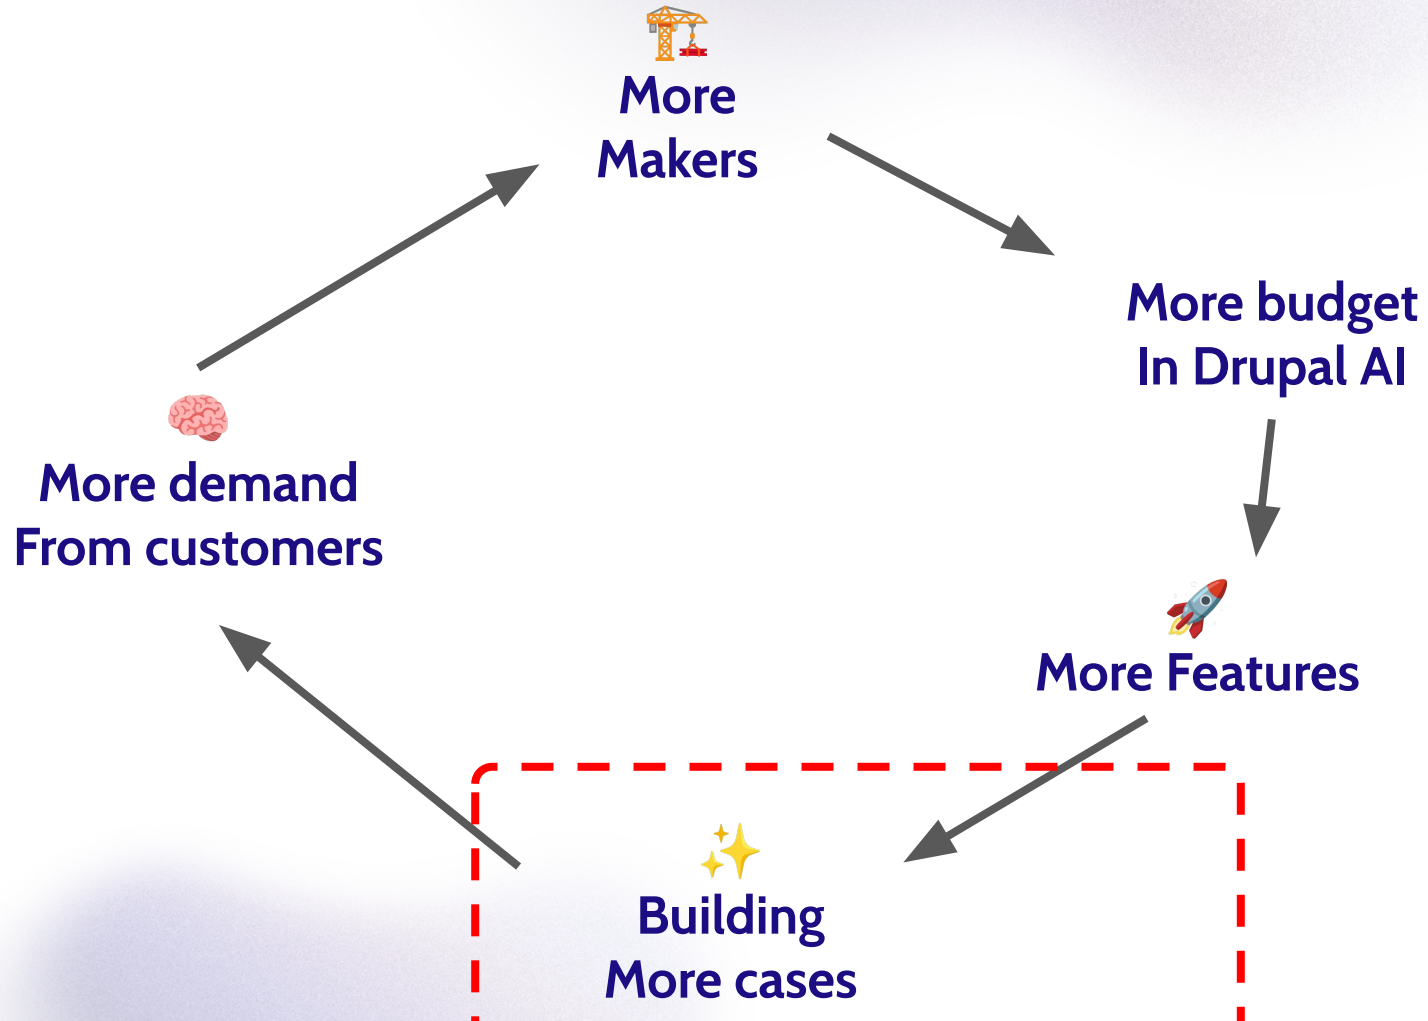 More
Makers
More budget
In Drupal AI
More demand
From customers
More Features
Building
More cases